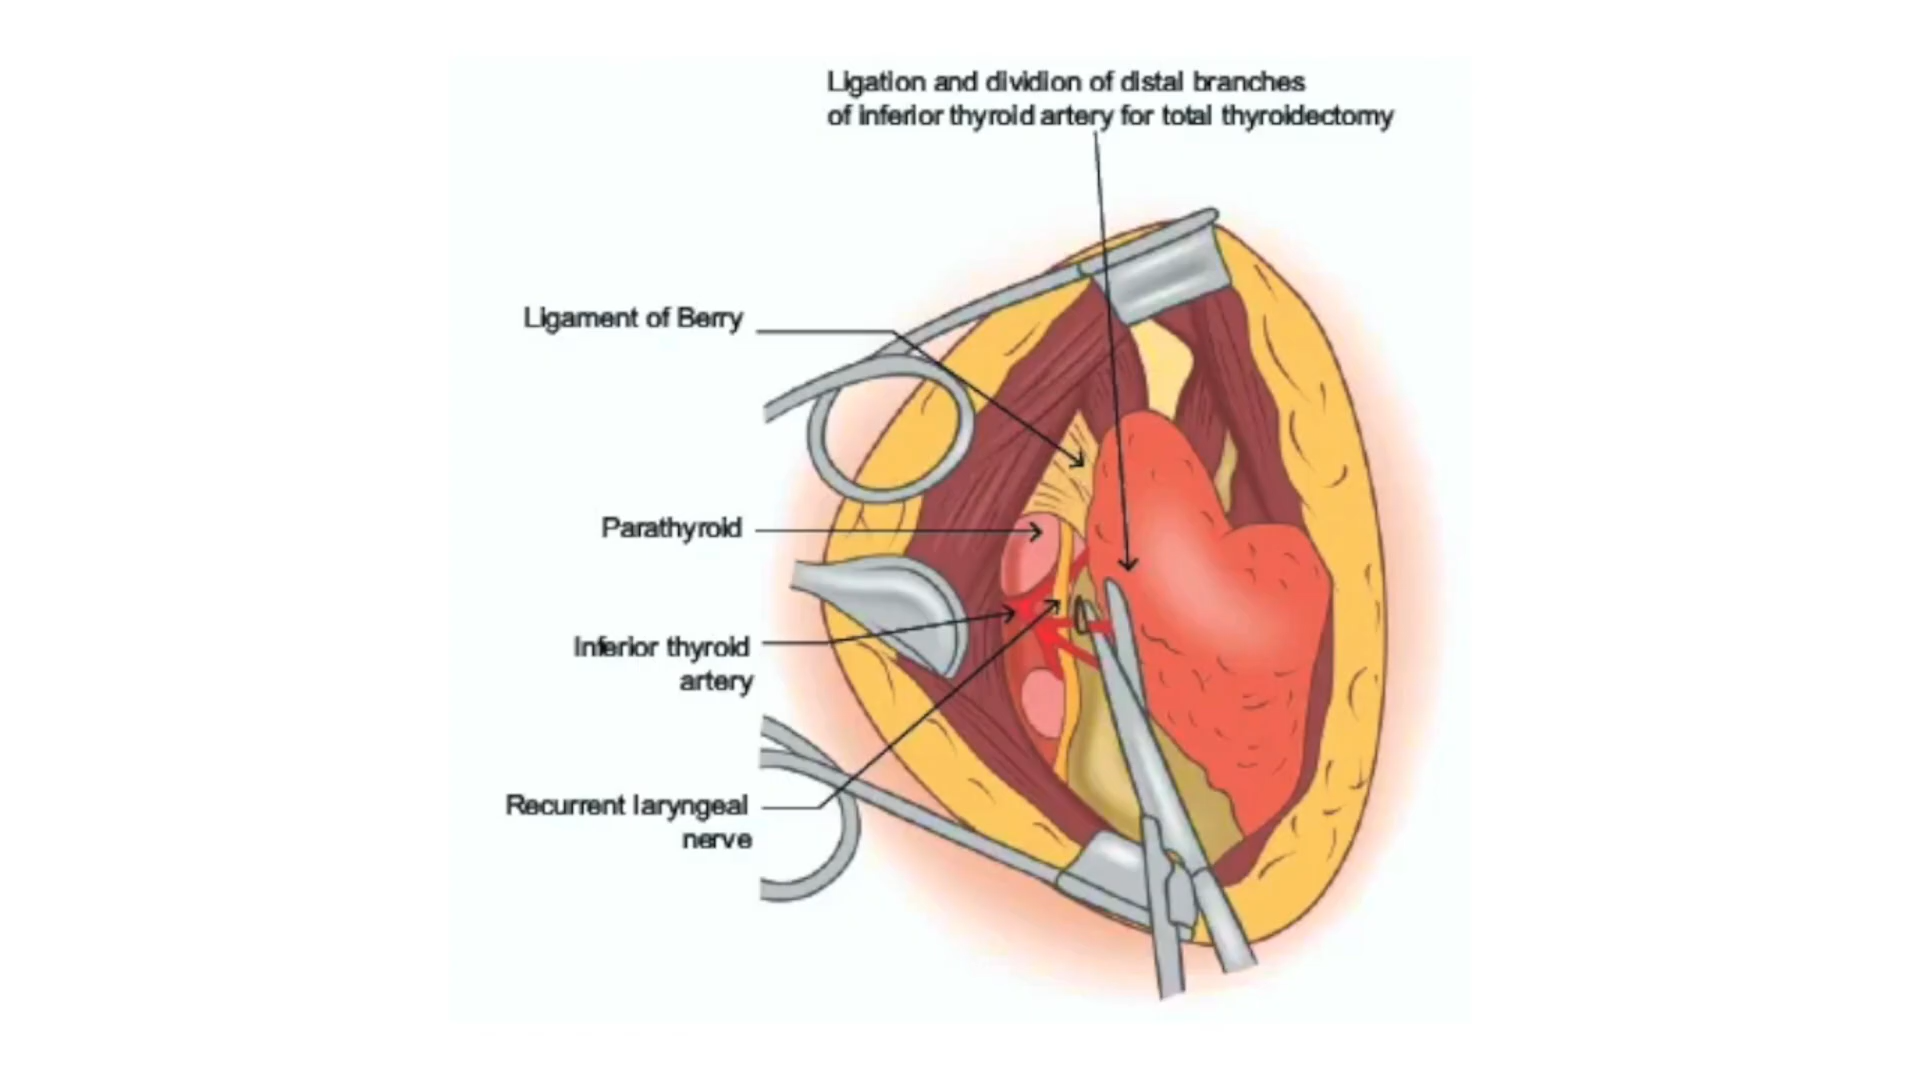 Ligation and dividion of distal branches
of inferior thyroid artery for total thyroidectomy
Ligament of Berry
Parathyroid
Inferior thyroid
artery
Recurrent laryngeal
nerve